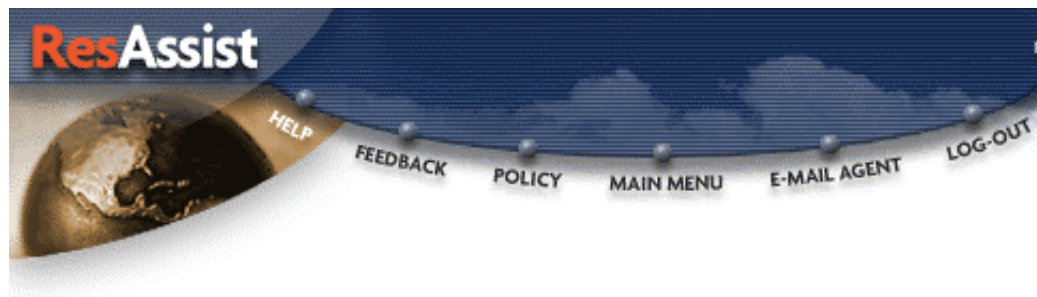 ResAssist
HELP
FEEDBACK
POLICY
MAIN MENU
E-MAIL AGENT
LOG-OUT